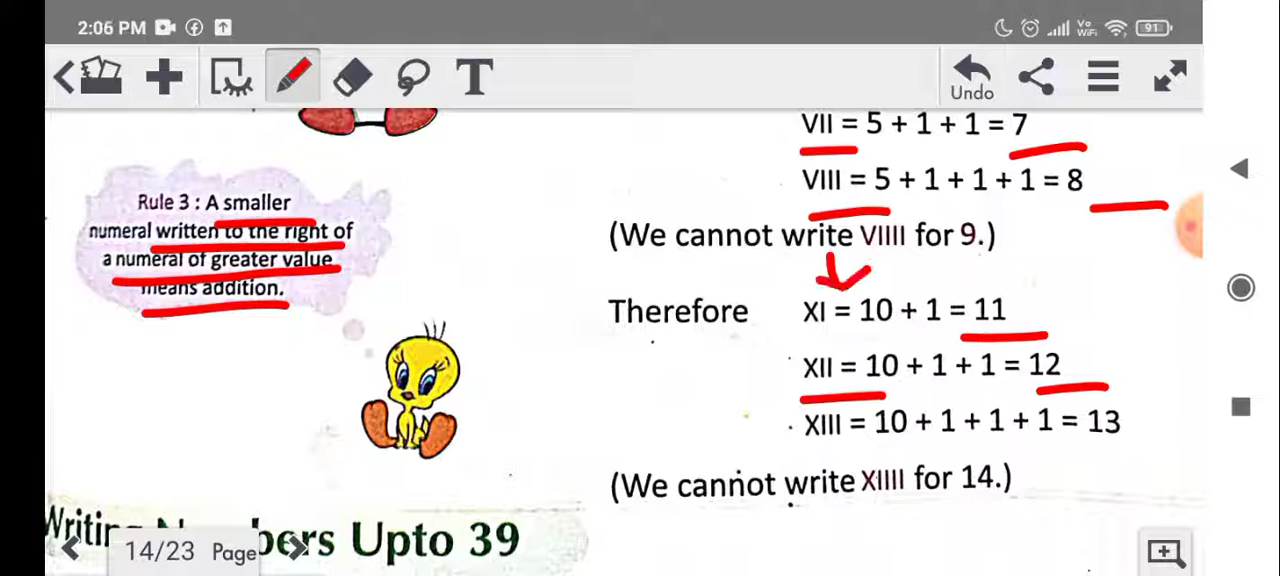 2:06 PM
Vo
WiFi
91
T
Undo
VII = 5 + 1 + 1 = 7
VIII = 5 + 1 + 1 + 1 = 8
(We cannot write VIIII for 9.)
Rule 3 : A smaller
numeral written to the right of
a numeral of greater value
means addition.
Therefore XI = 10 + 1 = 11
XII = 10 + 1 + 1 = 12
XIII = 10 + 1 + 1 + 1 = 13
(We cannot write XIIII for 14.)
Upto 39
14/23 Page